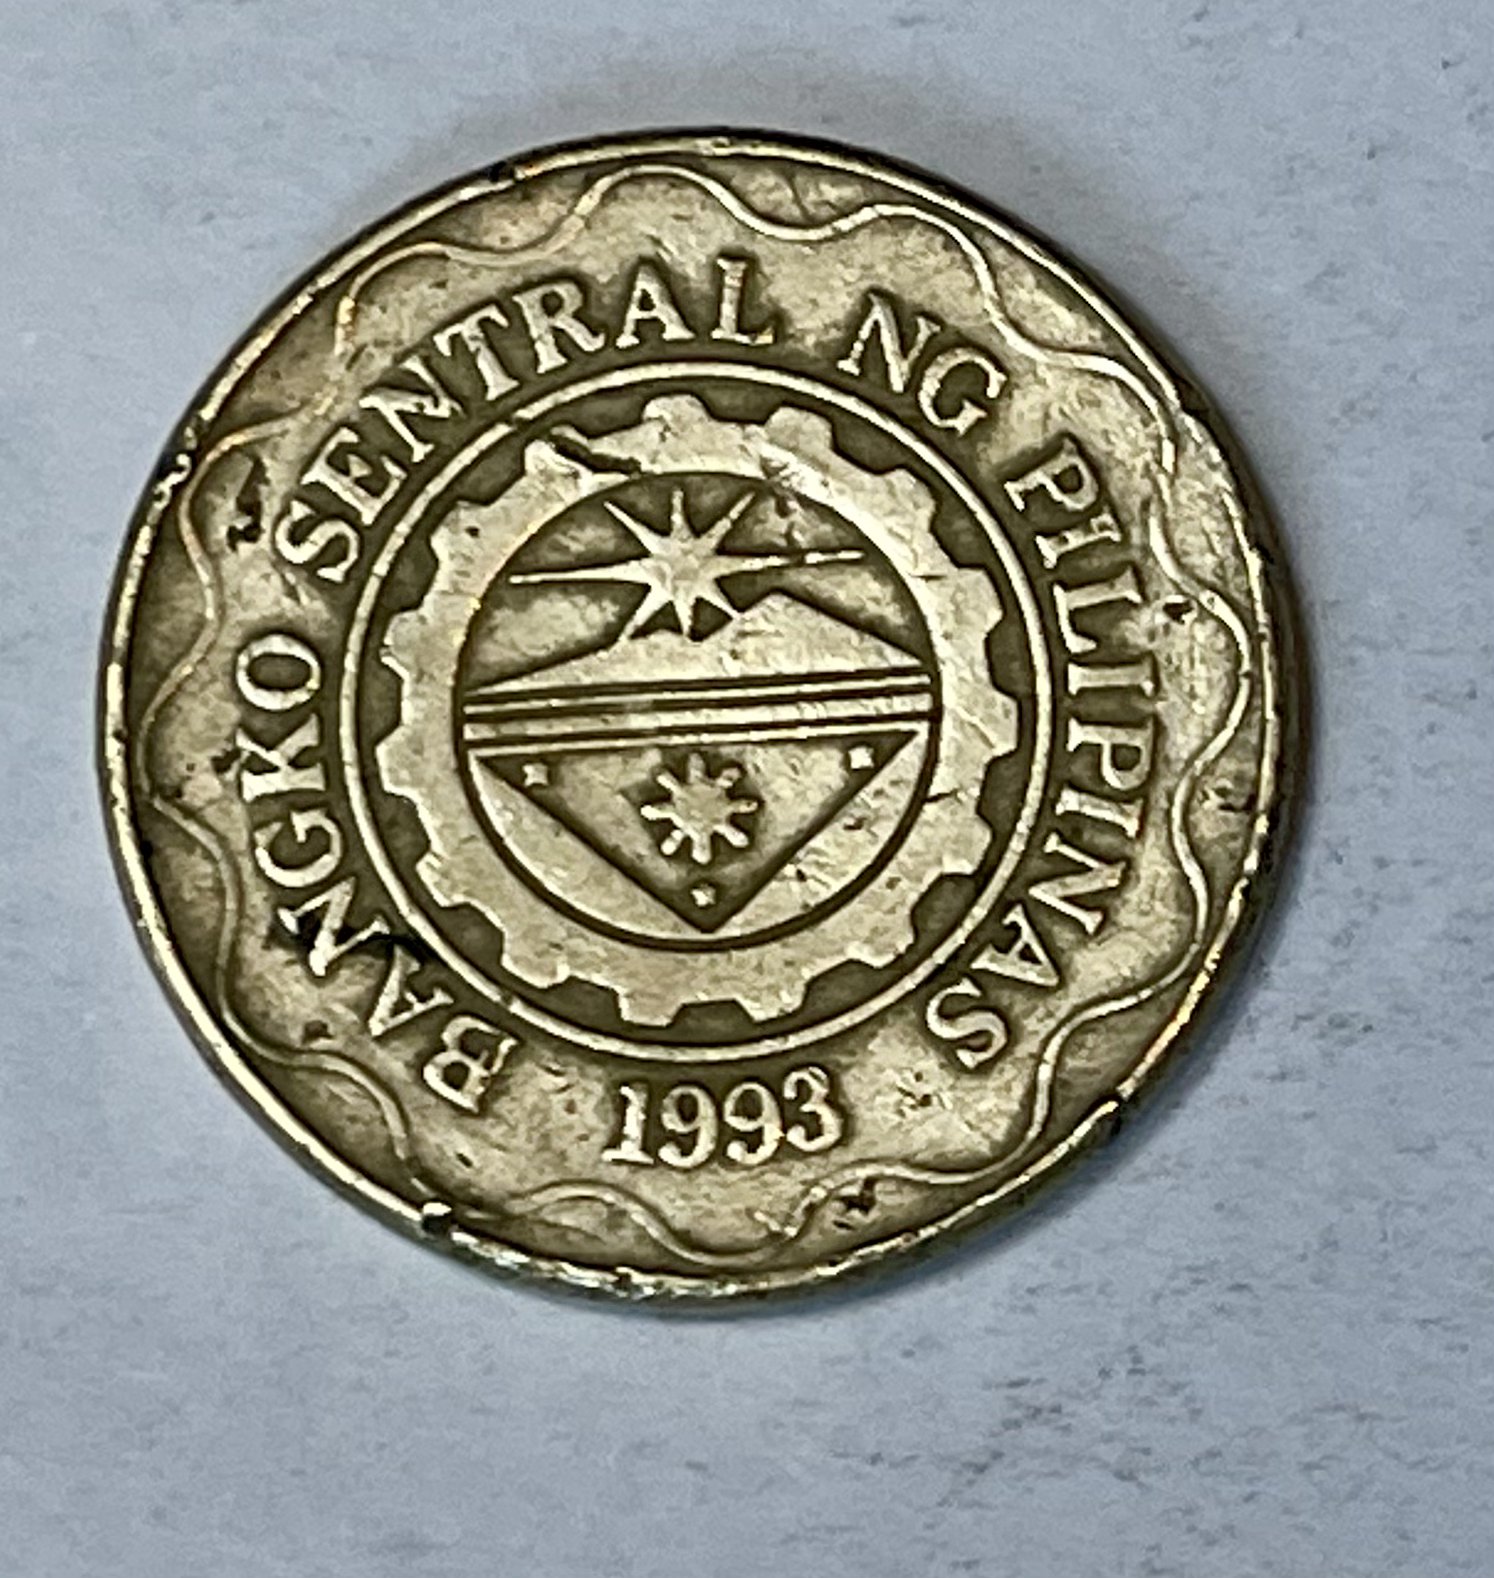 BANGKO SENTRAL NG PILIPINAS
1993